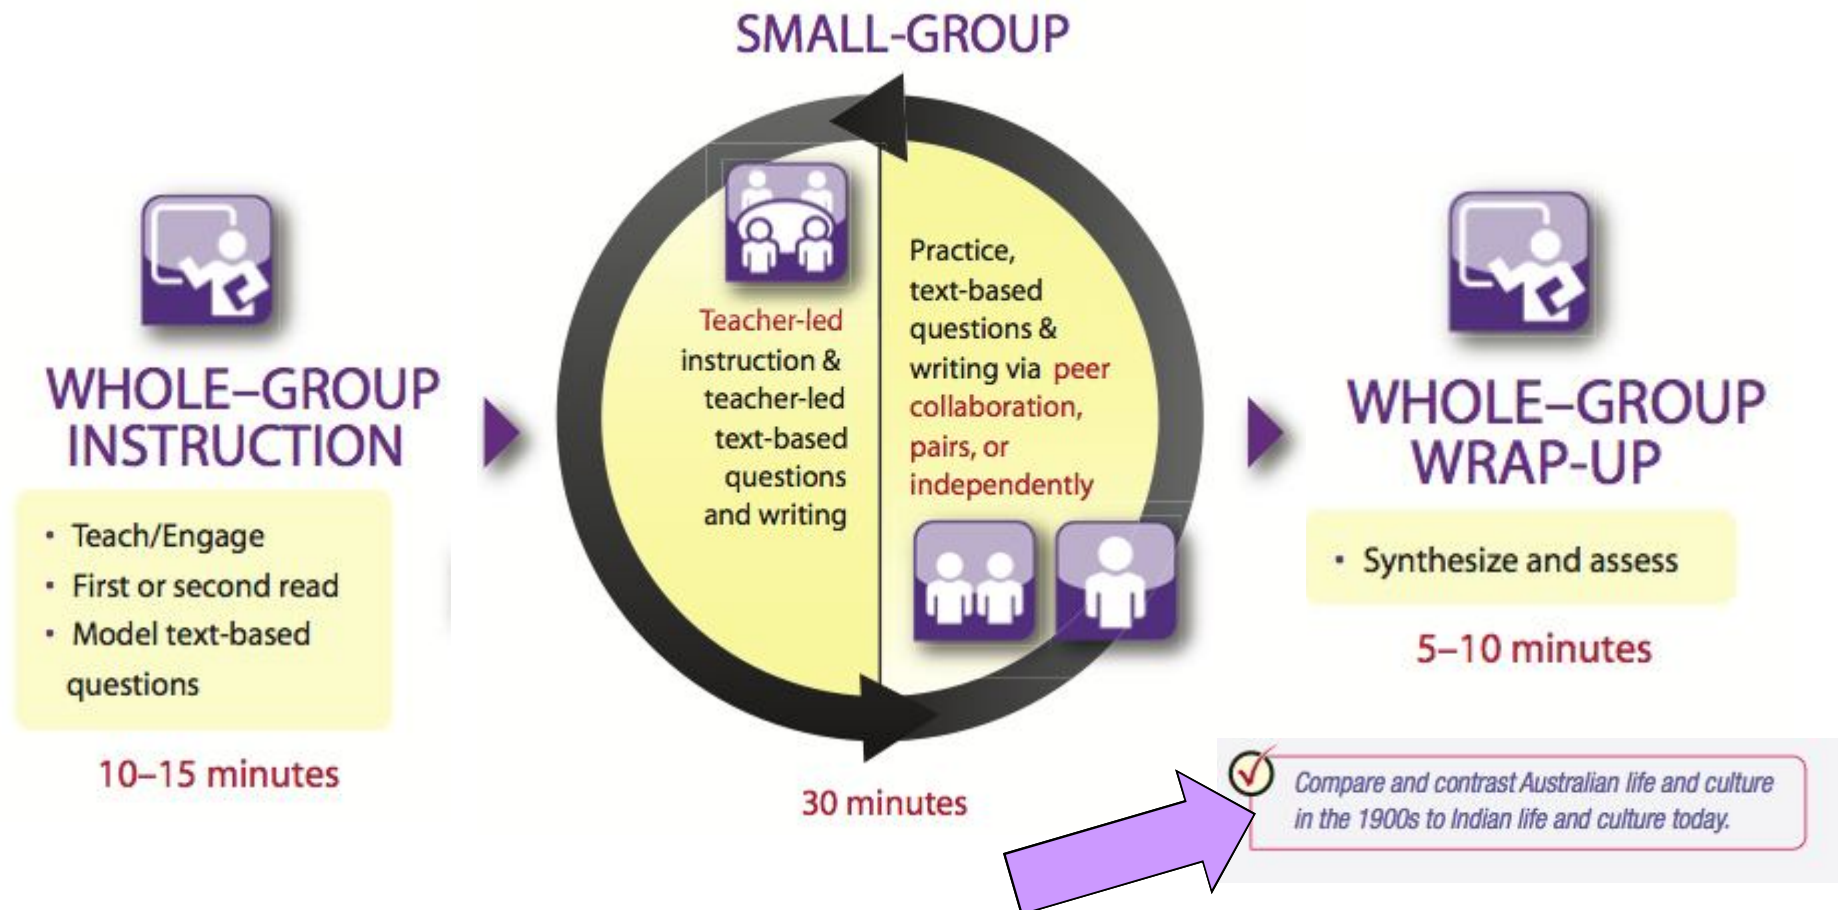 SMALL-GROUP
WHOLE–GROUP
INSTRUCTION
• Teach/Engage
• First or second read
• Model text-based
questions
10–15 minutes
Teacher-led
instruction &
teacher-led
text-based
questions
and writing
Practice,
text-based
questions &
writing via peer
collaboration,
pairs, or
independently
30 minutes
WHOLE–GROUP
WRAP-UP
• Synthesize and assess
5–10 minutes
Compare and contrast Australian life and culture
in the 1900s to Indian life and culture today.